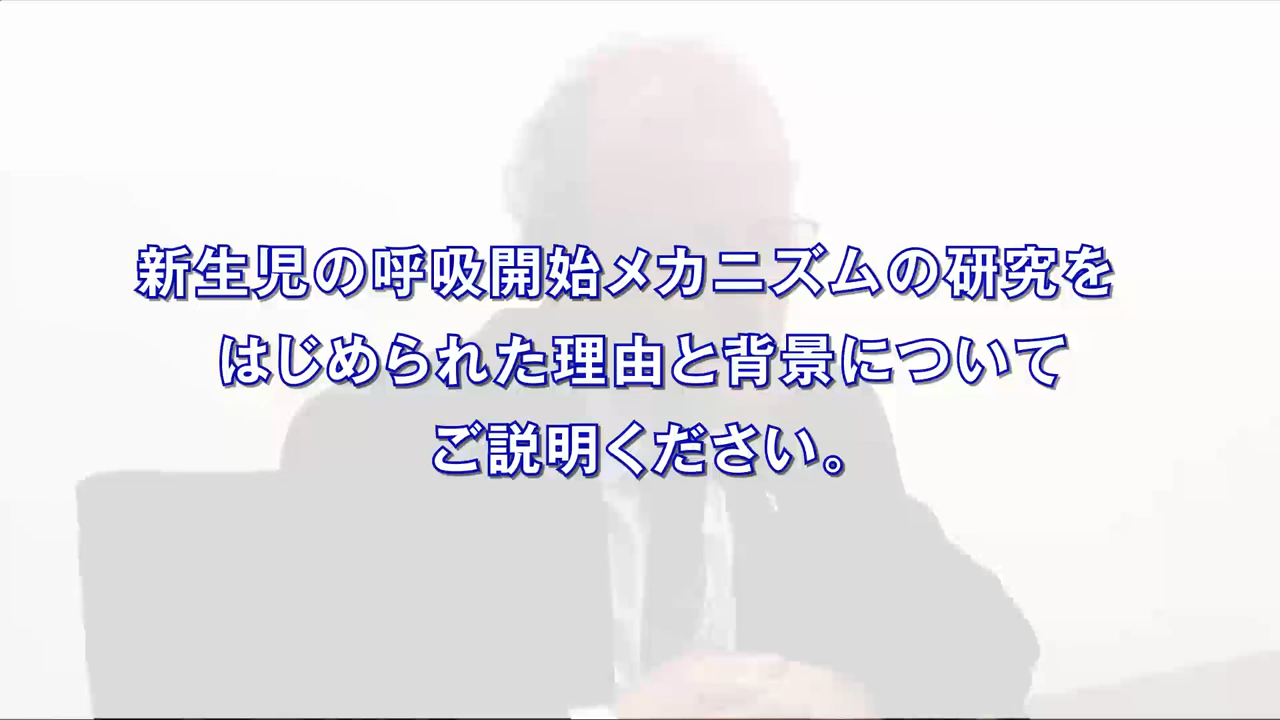 新生児の呼吸開始メカニズムの研究を
はじめられた理由と背景について
ご説明ください。